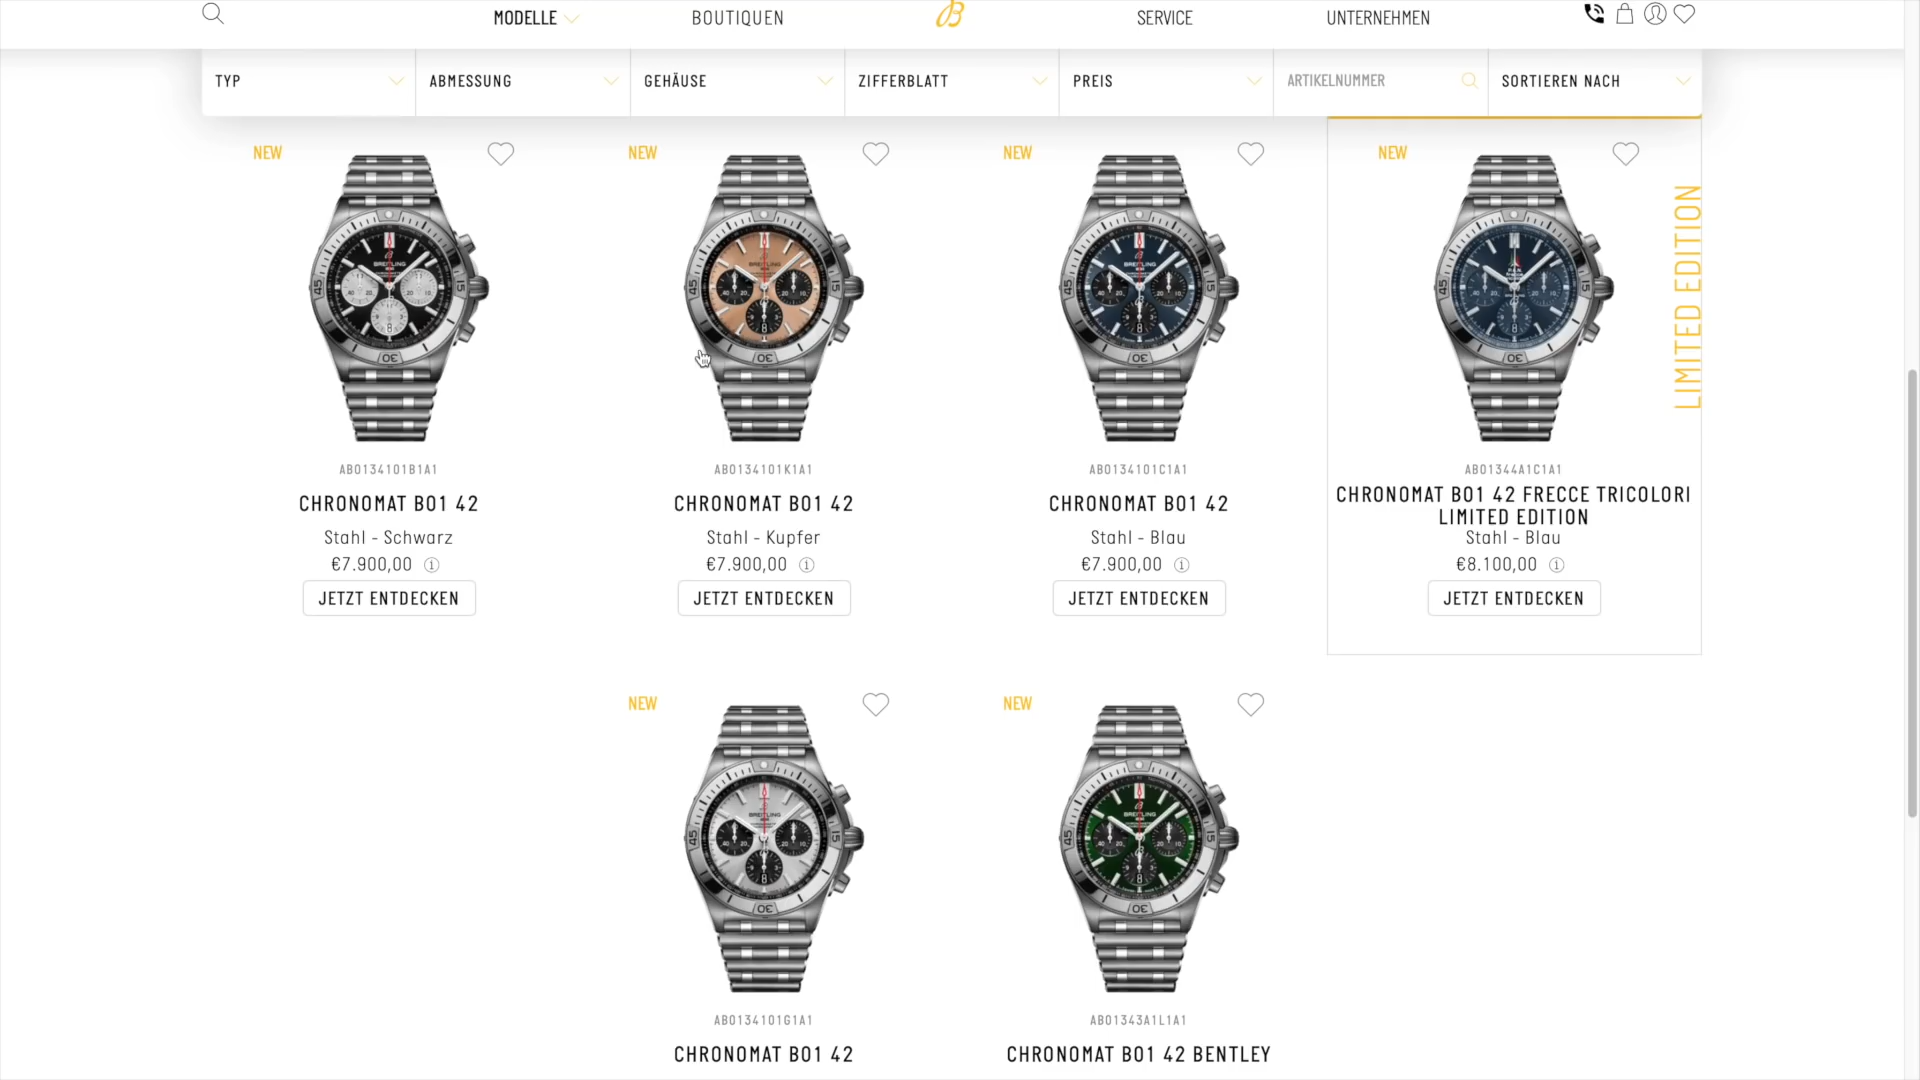 MODELLE
BOUTIQUEN
SERVICE
UNTERNEHMEN
TYP
ABMESSUNG
GEHÄUSE
ZIFFERBLATT
PREIS
ARTIKELNUMMER
SORTIEREN NACH
NEW
NEW
NEW
NEW
LIMITED EDITION
AB0134101B1A1
CHRONOMAT B01 42
Stahl - Schwarz
€7.900,00
JETZT ENTDECKEN
AB0134101K1A1
CHRONOMAT B01 42
Stahl - Kupfer
€7.900,00
JETZT ENTDECKEN
AB0134101C1A1
CHRONOMAT B01 42
Stahl - Blau
€7.900,00
JETZT ENTDECKEN
AB01344A1C1A1
CHRONOMAT B01 42 FRECCE TRICOLORI
LIMITED EDITION
Stahl - Blau
€8.100,00
JETZT ENTDECKEN
NEW
NEW
AB0134101G1A1
CHRONOMAT B01 42
AB01343A1L1A1
CHRONOMAT B01 42 BENTLEY